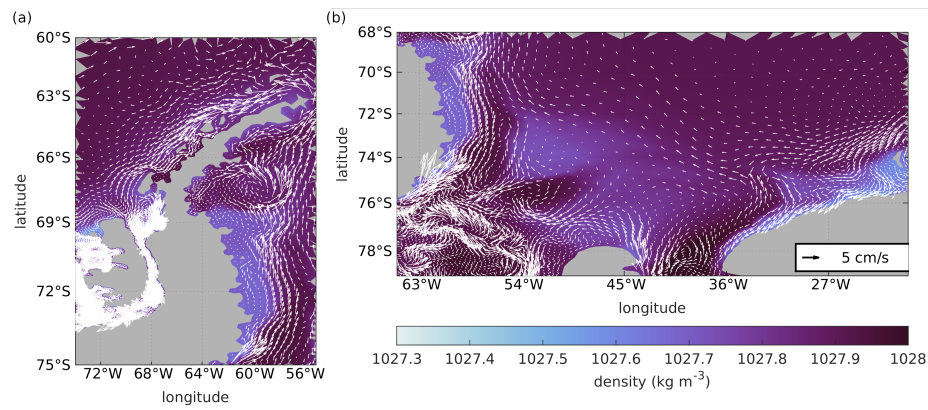 (a)
60°S
63°S
66°S
69°S
72°S
75°S
latitude
72°W 68°W 64°W 60°W 56°W
longitude
(b)
68°S
70°S
72°S
74°S
76°S
78°S
latitude
63°W 54°W 45°W 36°W 27°W
longitude
5 cm/s
1027.3 1027.4 1027.5 1027.6 1027.7 1027.8 1027.9 1028
density (kg m⁻³)